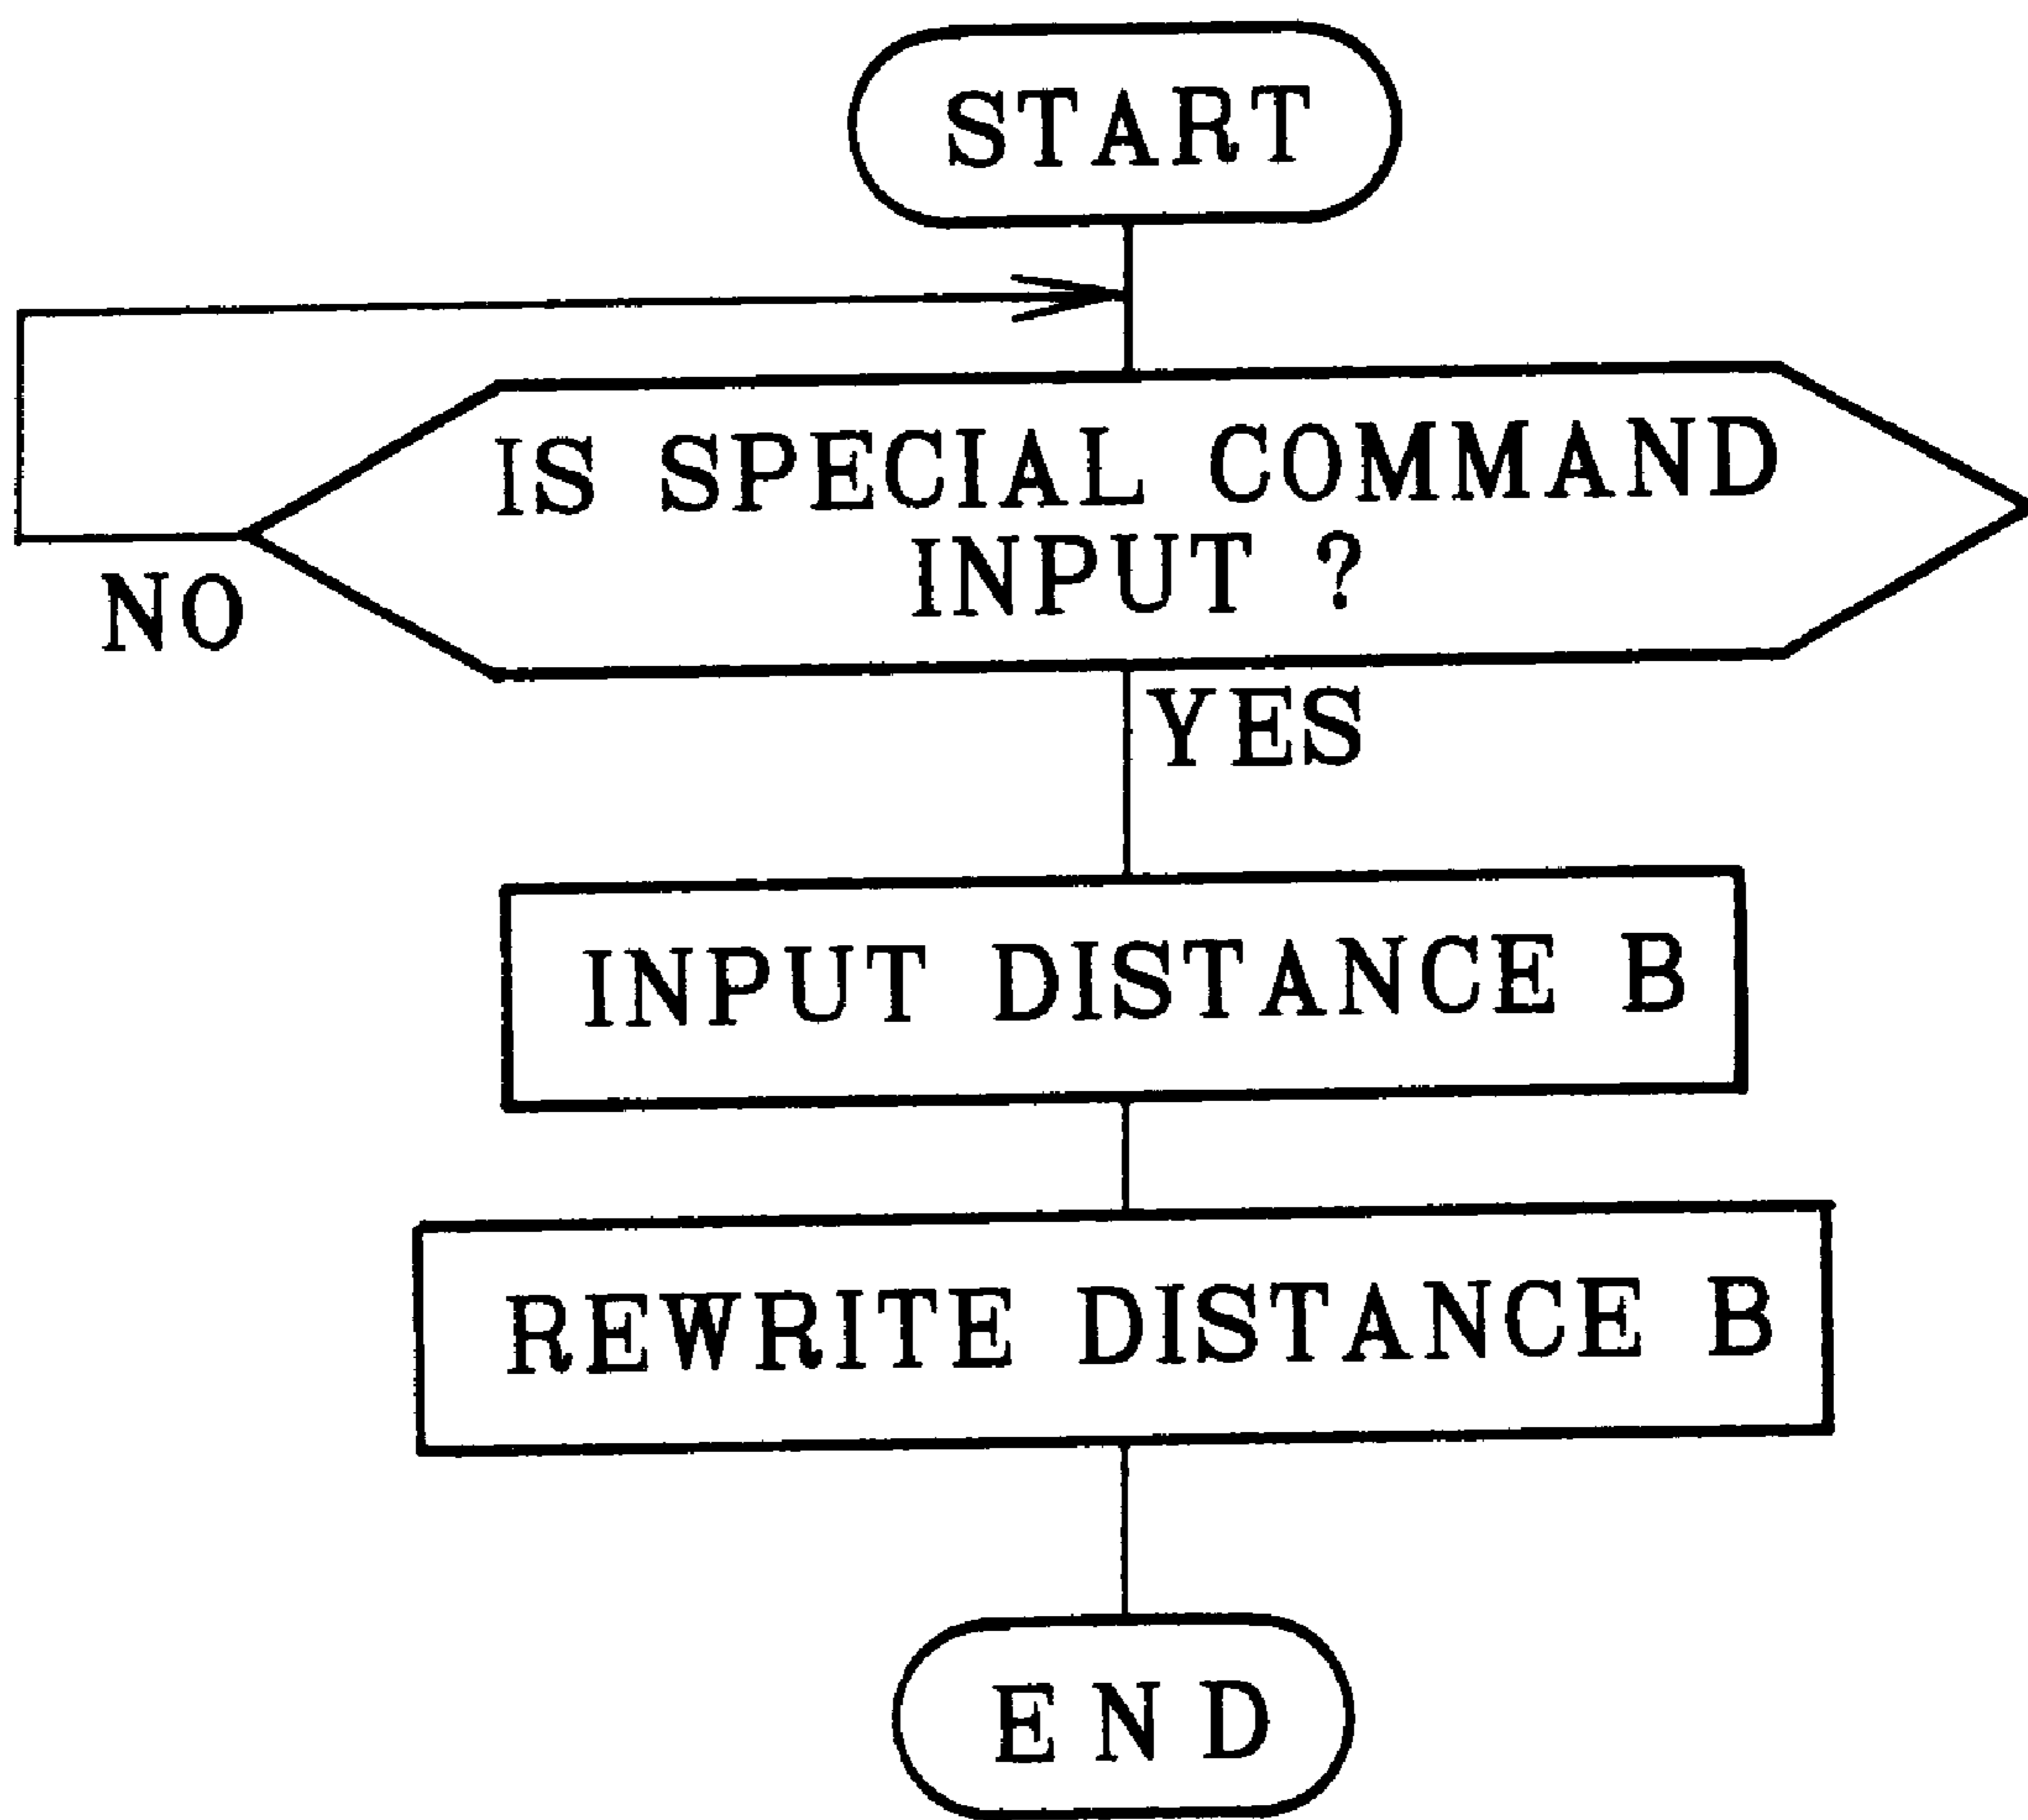 START
IS SPECIAL COMMAND
INPUT ?
NO
YES
INPUT DISTANCE B
REWRITE DISTANCE B
END